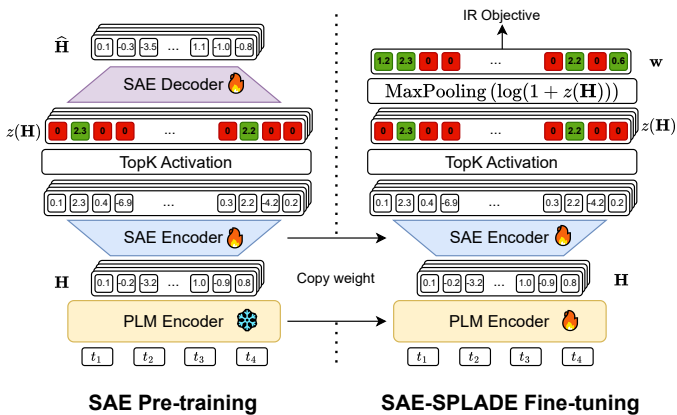 IR Objective
Ĥ
0.1 -0.3 -3.5 ... 1.1 -1.0 -0.8
SAE Decoder
z(H)
0 2.3 0 0 ... 0 2.2 0 0
TopK Activation
0.1 2.3 0.4 -6.9 ... 0.3 2.2 -4.2 0.2
SAE Encoder
H
0.1 -0.2 -3.2 ... 1.0 -0.9 0.8
PLM Encoder
t₁ t₂ t₃ t₄
SAE Pre-training
Copy weight
1.2 2.3 0 0 ... 0 2.2 0 0.6
w
MaxPooling (log(1 + z(H)))
0 2.3 0 0 ... 0 2.2 0 0
z(H)
TopK Activation
0.1 2.3 0.4 -6.9 ... 0.3 2.2 -4.2 0.2
SAE Encoder
0.1 -0.2 -3.2 ... 1.0 -0.9 0.8
H
PLM Encoder
t₁ t₂ t₃ t₄
SAE-SPLADE Fine-tuning